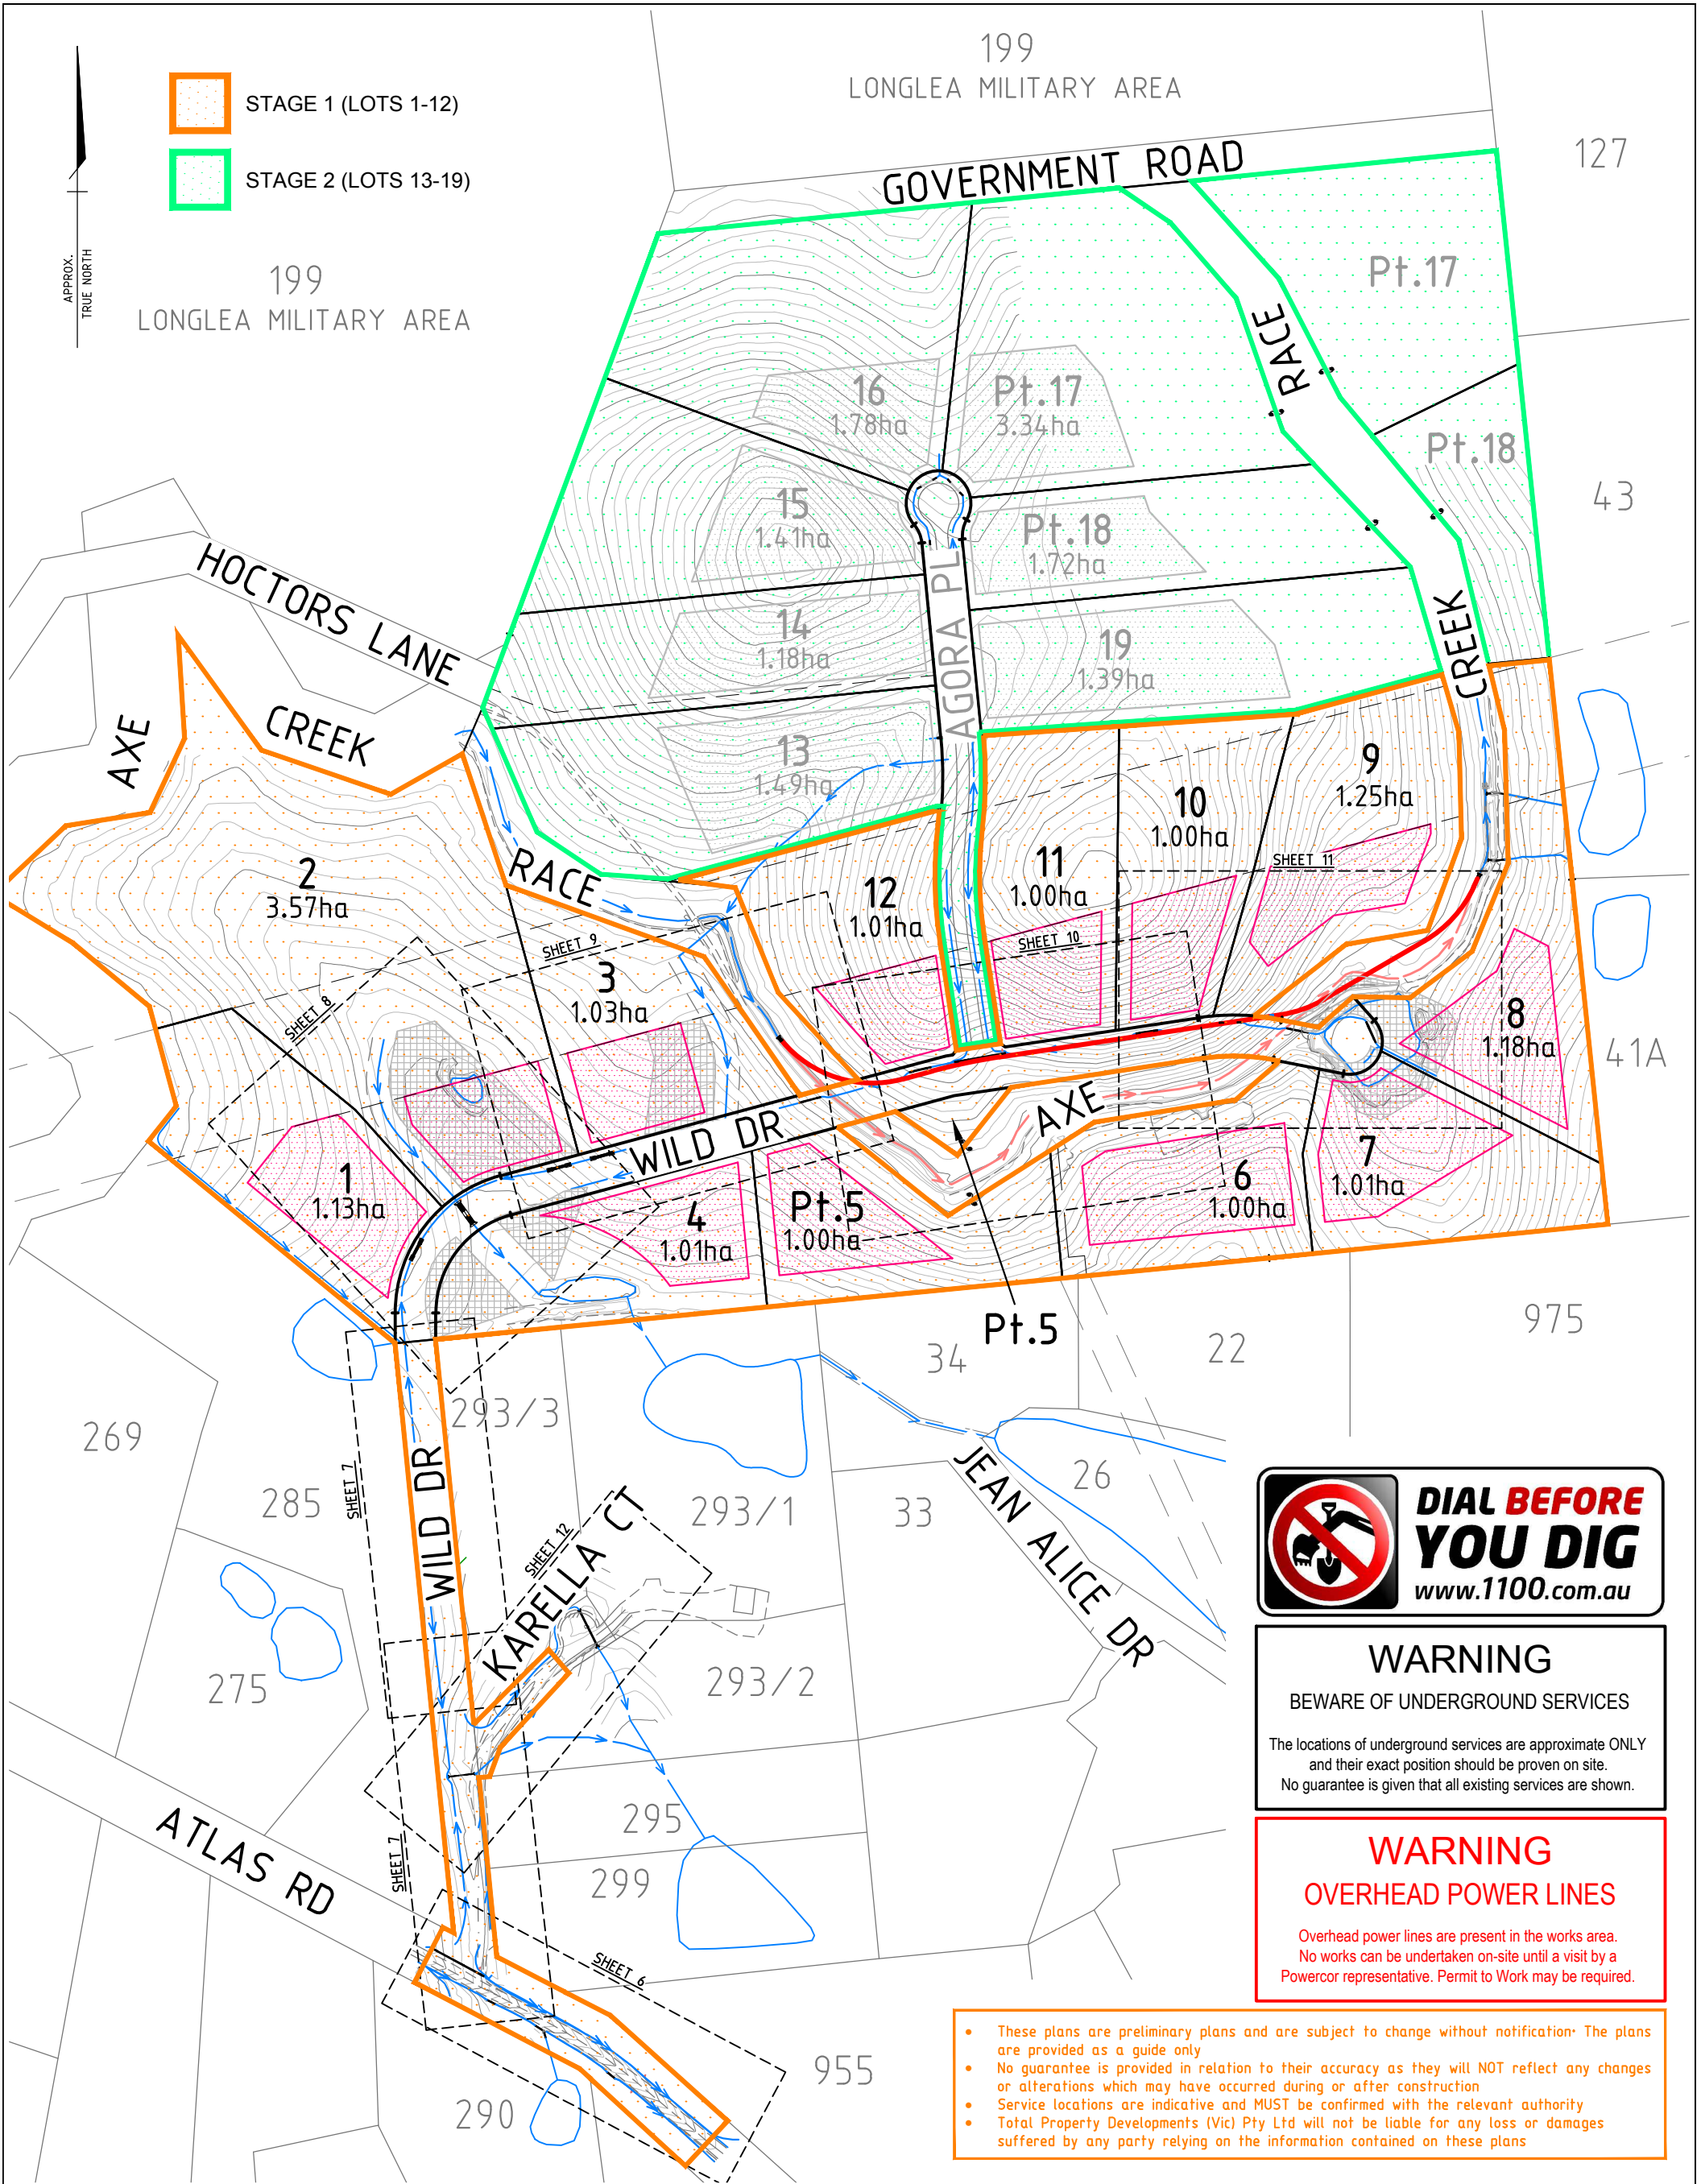 199
LONGLEA MILITARY AREA
STAGE 1 (LOTS 1-12)
127
GOVERNMENT ROAD
STAGE 2 (LOTS 13-19)
APPROX.
TRUE NORTH
199
LONGLEA MILITARY AREA
Pt.17
RACE
16
1.78ha
Pt.17
3.34ha
Pt.18
43
15
1.41ha
Pt.18
1.72ha
HOCTORS LANE
AGORA PL
14
1.18ha
19
1.39ha
CREEK
AXE
CREEK
13
1.49ha
9
1.25ha
10
1.00ha
2
3.57ha
RACE
12
1.01ha
11
1.00ha
SHEET 11
SHEET 9
SHEET 10
3
1.03ha
SHEET 8
8
1.18ha
41A
AXE
WILD DR
1
1.13ha
4
1.01ha
Pt.5
1.00ha
6
1.00ha
7
1.01ha
Pt.5
975
34
22
293/3
269
WILD DR
SHEET 7
285
SHEET 12
KARELLA CT
293/1
33
26
JEAN ALICE DR
DIAL BEFORE
YOU DIG
www.1100.com.au
275
293/2
WARNING
BEWARE OF UNDERGROUND SERVICES
The locations of underground services are approximate ONLY
and their exact position should be proven on site.
No guarantee is given that all existing services are shown.
295
ATLAS RD
SHEET 7
299
WARNING
OVERHEAD POWER LINES
Overhead power lines are present in the works area.
No works can be undertaken on-site until a visit by a
Powercor representative. Permit to Work may be required.
SHEET 6
955
290
• These plans are preliminary plans and are subject to change without notification· The plans
are provided as a guide only
• No guarantee is provided in relation to their accuracy as they will NOT reflect any changes
or alterations which may have occurred during or after construction
• Service locations are indicative and MUST be confirmed with the relevant authority
• Total Property Developments (Vic) Pty Ltd will not be liable for any loss or damages
suffered by any party relying on the information contained on these plans